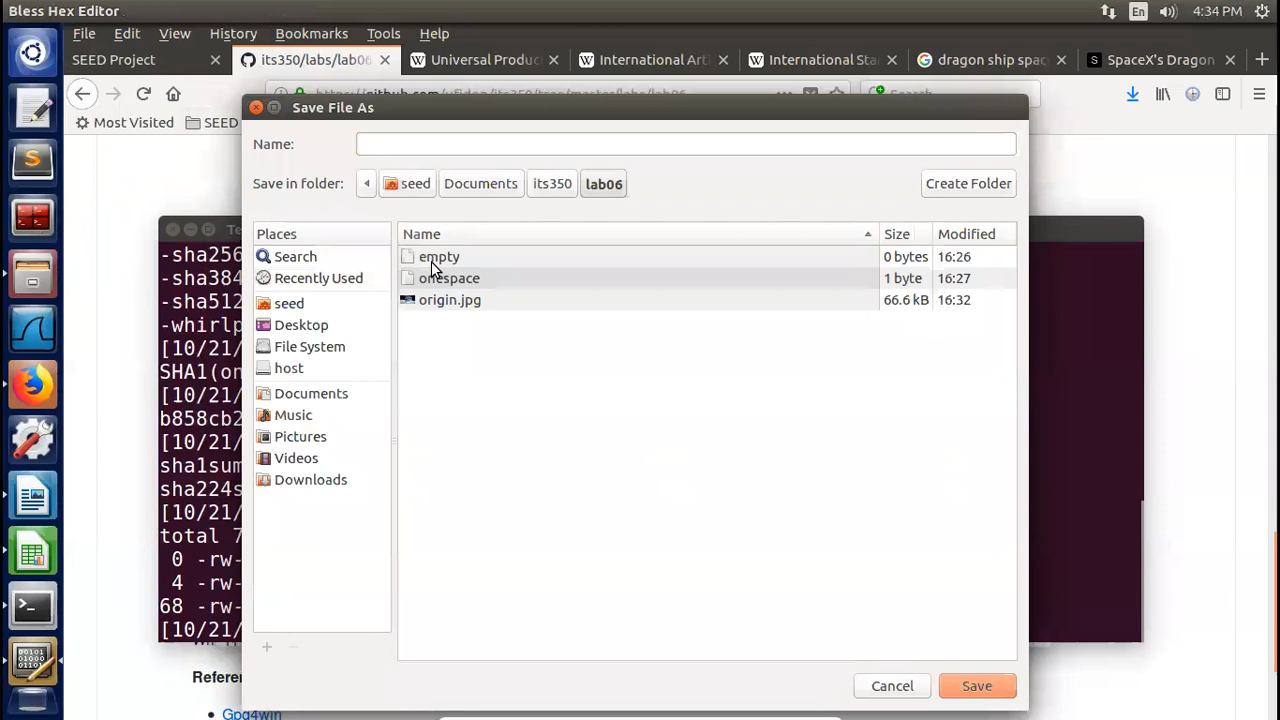 Bless Hex Editor
En
4:34 PM
File Edit View History Bookmarks Tools Help
SEED Project
its350/labs/lab06
Universal Produc
International Art
International Sta
dragon ship spac
SpaceX's Dragon
Search
Most Visited
SEED
Save File As
Name:
Save in folder:
seed
Documents
its350
lab06
Create Folder
Places
Search
Recently Used
seed
Desktop
File System
host
Documents
Music
Pictures
Videos
Downloads
Name Size Modified
empty 0 bytes 16:26
onespace 1 byte 16:27
origin.jpg 66.6 kB 16:32
Cancel
Save
Te
-sha256
-sha384
-sha512
-whirlp
[10/21/
SHA1(on
[10/21/
b858cb2
[10/21/
sha1sum
sha224s
[10/21/
total 7
0 -rw-
4 -rw-
68 -rw-
[10/21/
Referen
Gpg4win